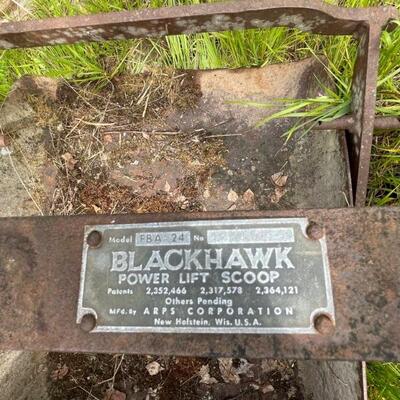 Model FBA 24 No
BLACKHAWK
POWER LIFT SCOOP
Patents 2,352,466 2,317,578 2,364,121
Others Pending
MFG. BY ARPS CORPORATION
New Holstein, Wis. U.S.A.